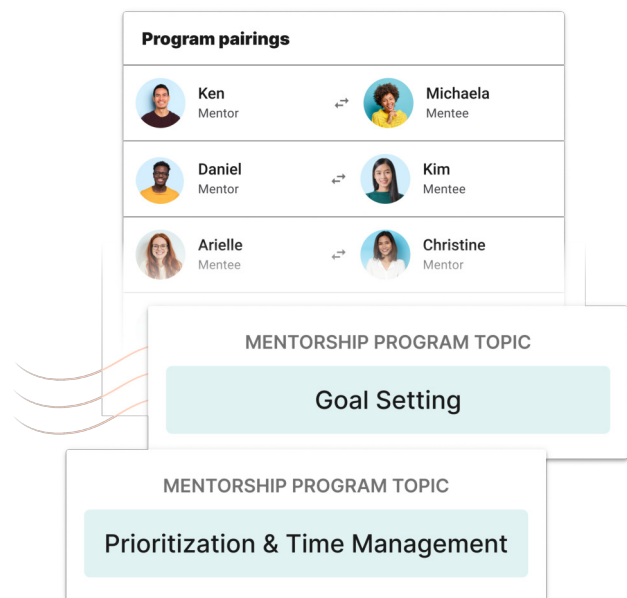 Program pairings
Ken Michaela
Mentor Mentee
Daniel Kim
Mentor Mentee
Arielle Christine
Mentee Mentor
MENTORSHIP PROGRAM TOPIC
Goal Setting
MENTORSHIP PROGRAM TOPIC
Prioritization & Time Management